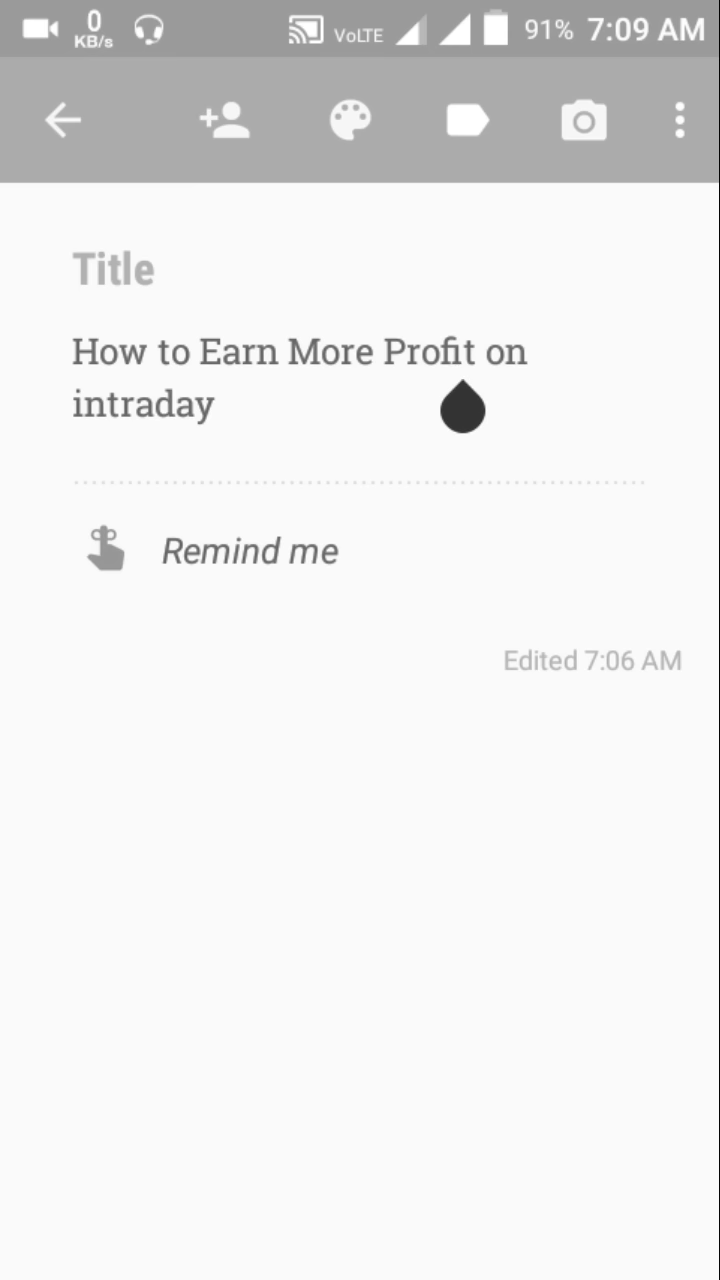 0
KB/s
VoLTE
91%
7:09 AM
Title
How to Earn More Profit on
intraday
Remind me
Edited 7:06 AM